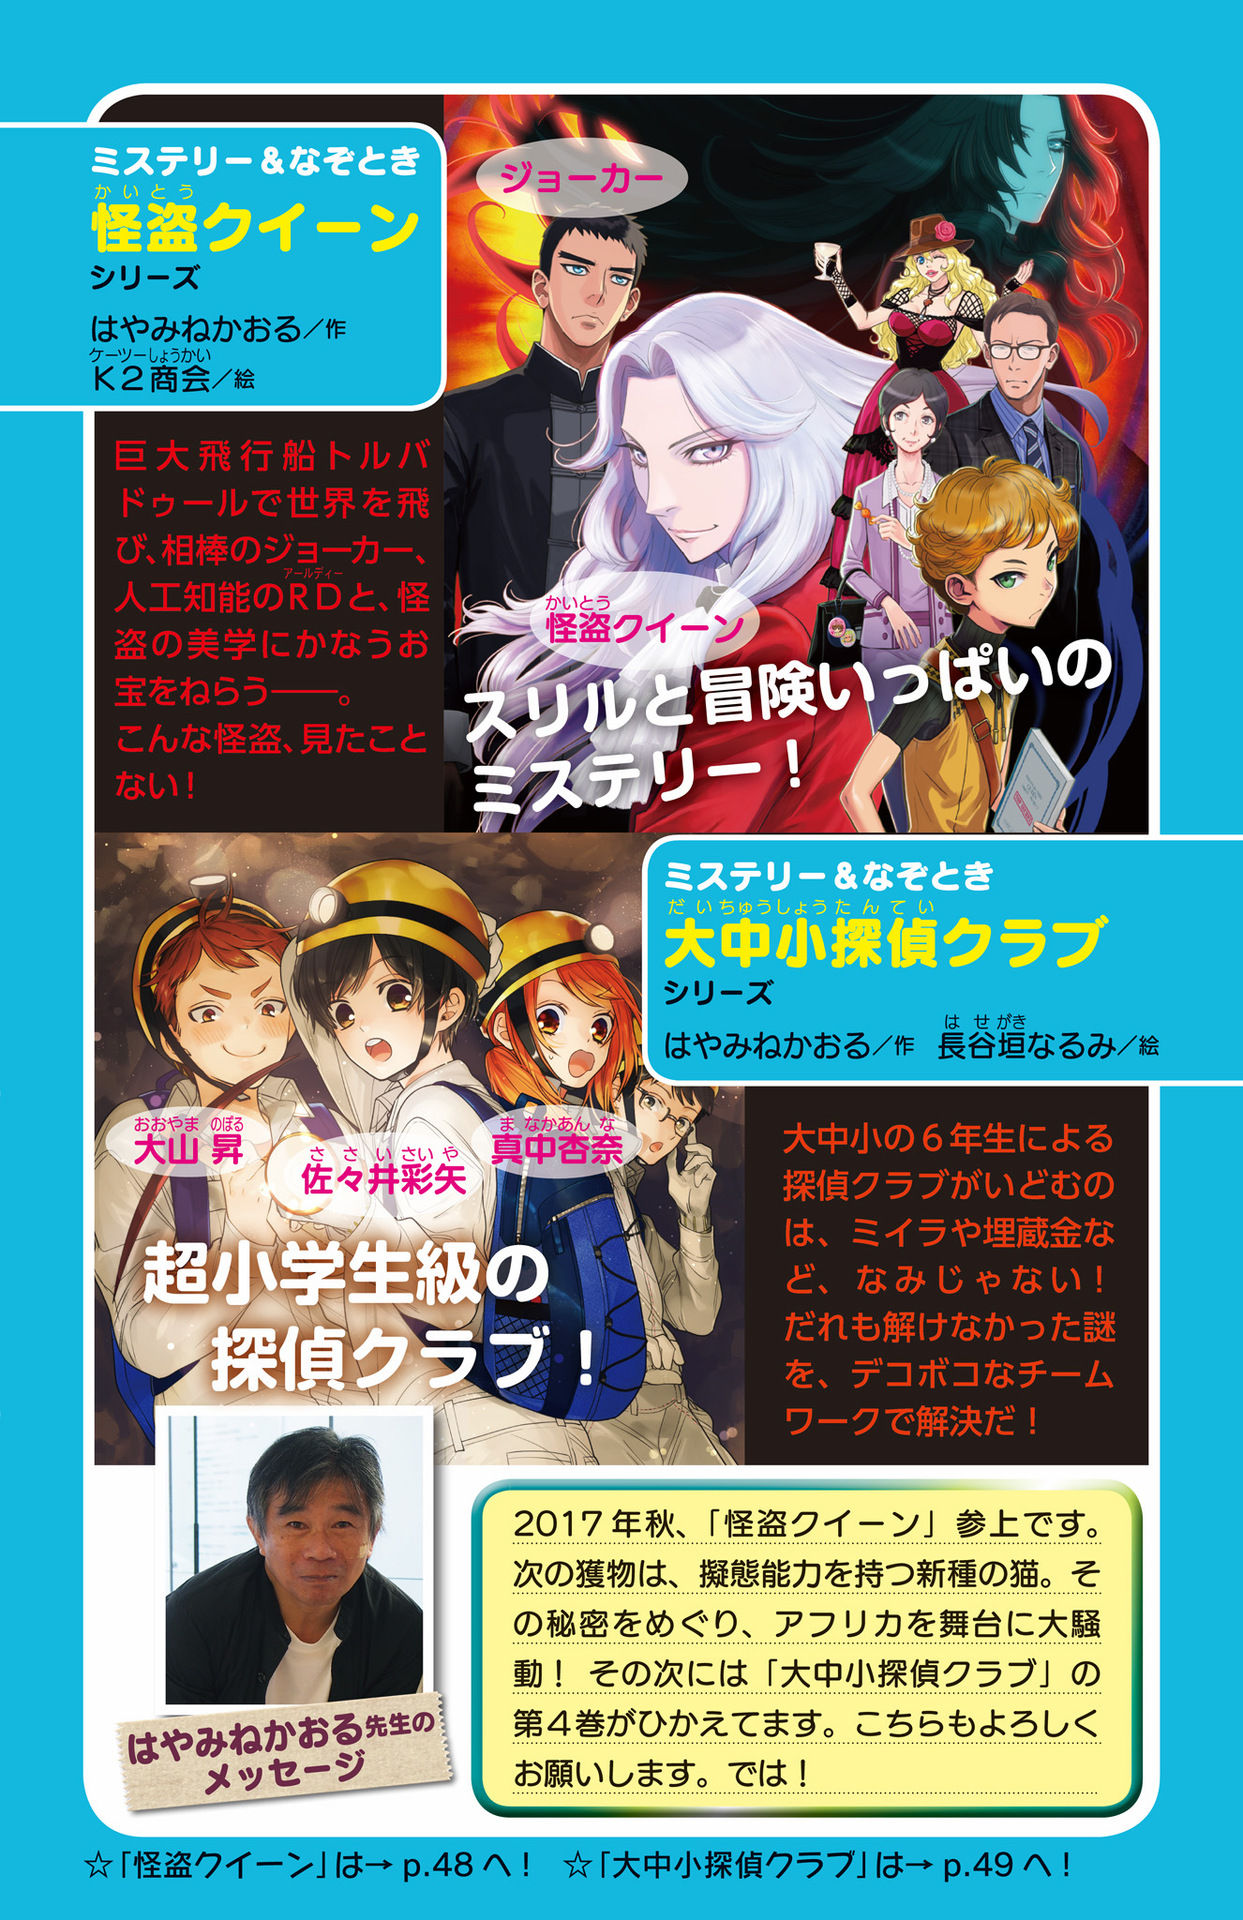 ミステリー＆なぞとき
かいとう
怪盗クイーン
シリーズ
はやみねかおる／作
ケーツーしょうかい
K2商会／絵
ジョーカー
かいとう
怪盗クイーン
巨大飛行船トルバ
ドゥールで世界を飛
び、相棒のジョーカー、
アールディー
人工知能のRDと、怪
盗の美学にかなうお
宝をねらう――。
こんな怪盗、見たこと
ない！
スリルと冒険いっぱいの
ミステリー！
ミステリー＆なぞとき
だいちゅうしょうたんてい
大中小探偵クラブ
シリーズ
はせがき
はやみねかおる／作 長谷垣なるみ／絵
おおやま のぼる
大山 昇
ささいさいや
佐々井彩矢
まなかあんな
真中杏奈
超小学生級の
探偵クラブ！
大中小の6年生による
探偵クラブがいどむの
は、ミイラや埋蔵金な
ど、なみじゃない！
だれも解けなかった謎
を、デコボコなチーム
ワークで解決だ！
はやみねかおる先生の
メッセージ
2017年秋、「怪盗クイーン」参上です。
次の獲物は、擬態能力を持つ新種の猫。そ
の秘密をめぐり、アフリカを舞台に大騒
動！ その次には「大中小探偵クラブ」の
第4巻がひかえてます。こちらもよろしく
お願いします。では！
☆「怪盗クイーン」は→p.48へ！ ☆「大中小探偵クラブ」は→p.49へ！